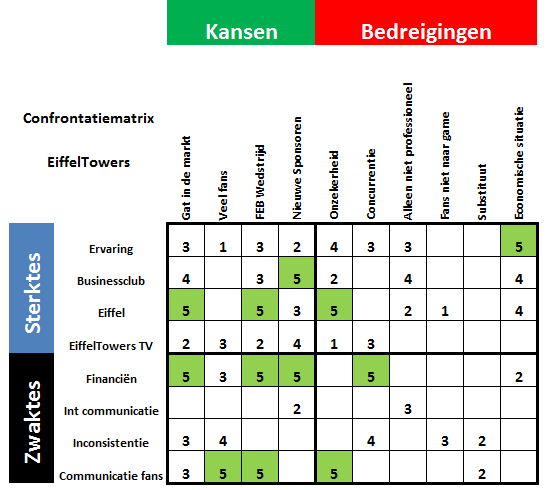 Kansen Bedreigingen
Confrontatiematrix
EiffelTowers
Gat in de markt
Veel fans
FEB Wedstrijd
Nieuwe Sponsoren
Onzekerheid
Concurrentie
Alleen niet professioneel
Fans niet naar game
Substituut
Economische situatie
Sterktes
Ervaring 3 1 3 2 4 3 3 5
Businessclub 4 3 5 2 4 4
Eiffel 5 5 3 5 2 1 4
EiffelTowers TV 2 3 2 4 1 3
Zwaktes
Financiën 5 3 5 5 5 2
Int communicatie 2 3
Inconsistentie 3 4 4 3 2
Communicatie fans 3 5 5 5 2